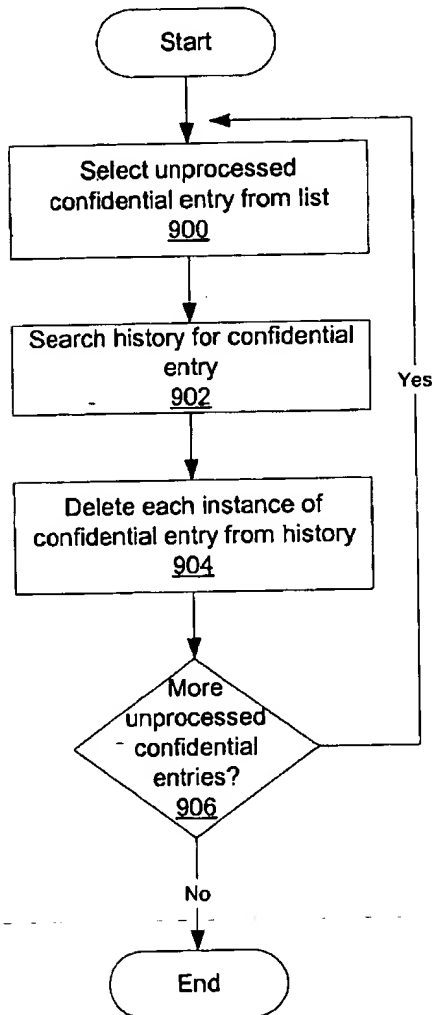 Start
Select unprocessed
confidential entry from list
900
Search history for confidential
entry
902
Yes
Delete each instance of
confidential entry from history
904
More
unprocessed
confidential
entries?
906
No
End